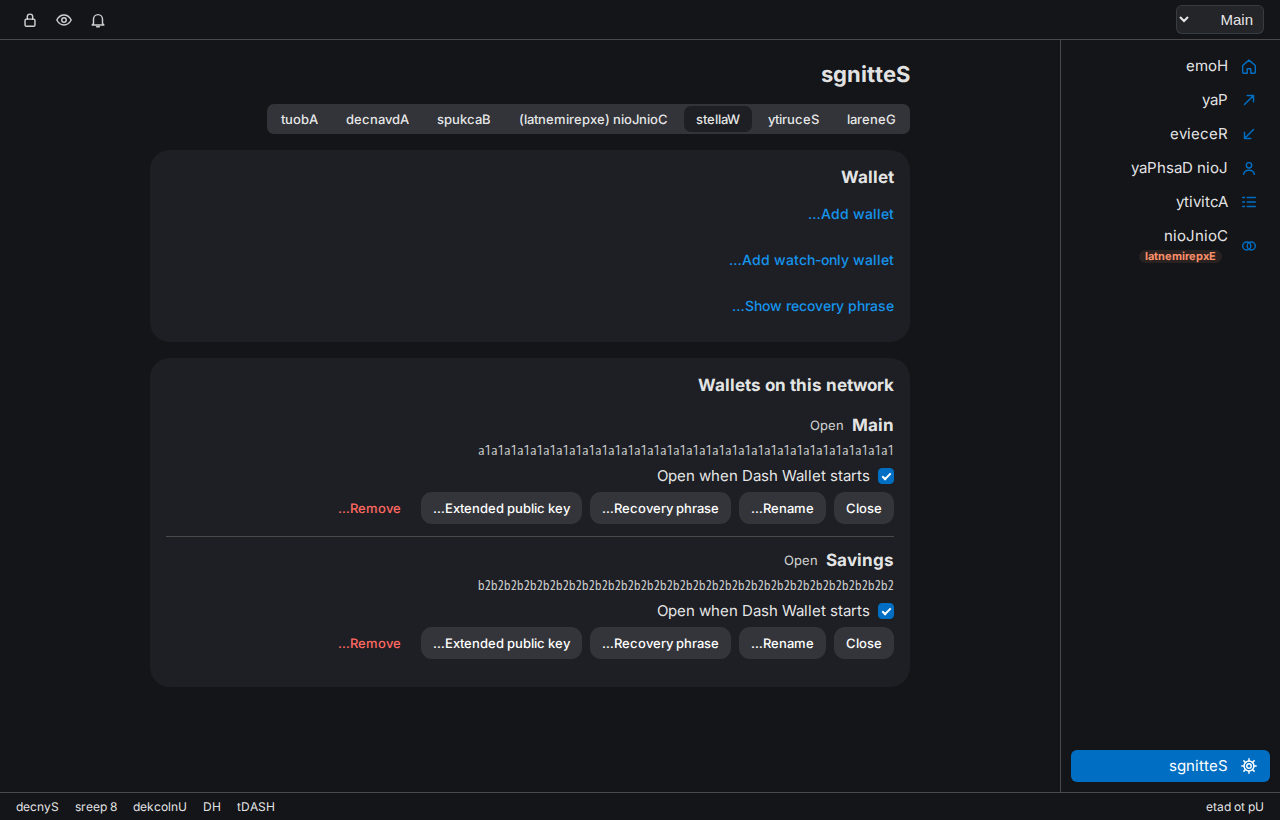 Main
emoH
yaP
evieceR
yaPhsaD nioJ
ytivitcA
nioJnioC
latnemirepxE
sgnitteS
sgnitteS
lareneG
ytiruceS
stellaW
(latnemirepxe) nioJnioC
spukcaB
decnavdA
tuobA
Wallet
...Add wallet
...Add watch-only wallet
...Show recovery phrase
Wallets on this network
Main Open
a1a1a1a1a1a1a1a1a1a1a1a1a1a1a1a1a1a1a1a1a1a1a1a1a1a1a1a1a1a1a1a1
Open when Dash Wallet starts
Close ...Rename ...Recovery phrase ...Extended public key ...Remove
Savings Open
b2b2b2b2b2b2b2b2b2b2b2b2b2b2b2b2b2b2b2b2b2b2b2b2b2b2b2b2b2b2b2b2
Open when Dash Wallet starts
Close ...Rename ...Recovery phrase ...Extended public key ...Remove
etad ot pU
tDASH
DH
dekcolnU
sreep 8
decnyS